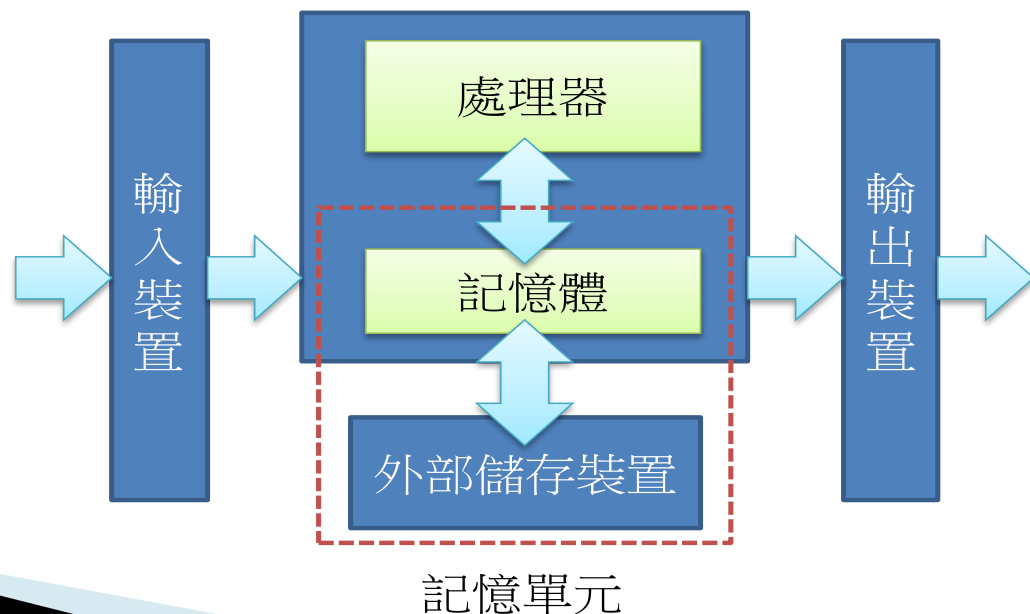 輸入裝置
處理器
記憶體
外部儲存裝置
輸出裝置
記憶單元